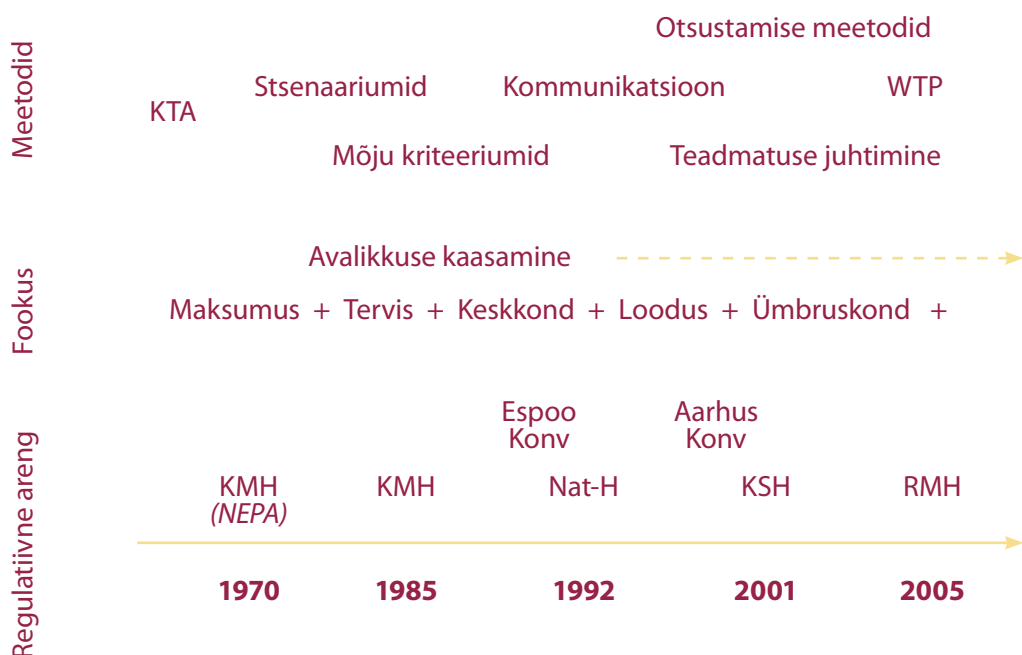 Meetodid
Otsustamise meetodid
Stsenaariumid Kommunikatsioon WTP
KTA
Mõju kriteeriumid Teadmatuse juhtimine
Fookus
Avalikkuse kaasamine
Maksumus + Tervis + Keskkond + Loodus + Ümbruskond +
Regulatiivne areng
Espoo Aarhus
Konv Konv
KMH KMH Nat-H KSH RMH
(NEPA)
1970 1985 1992 2001 2005